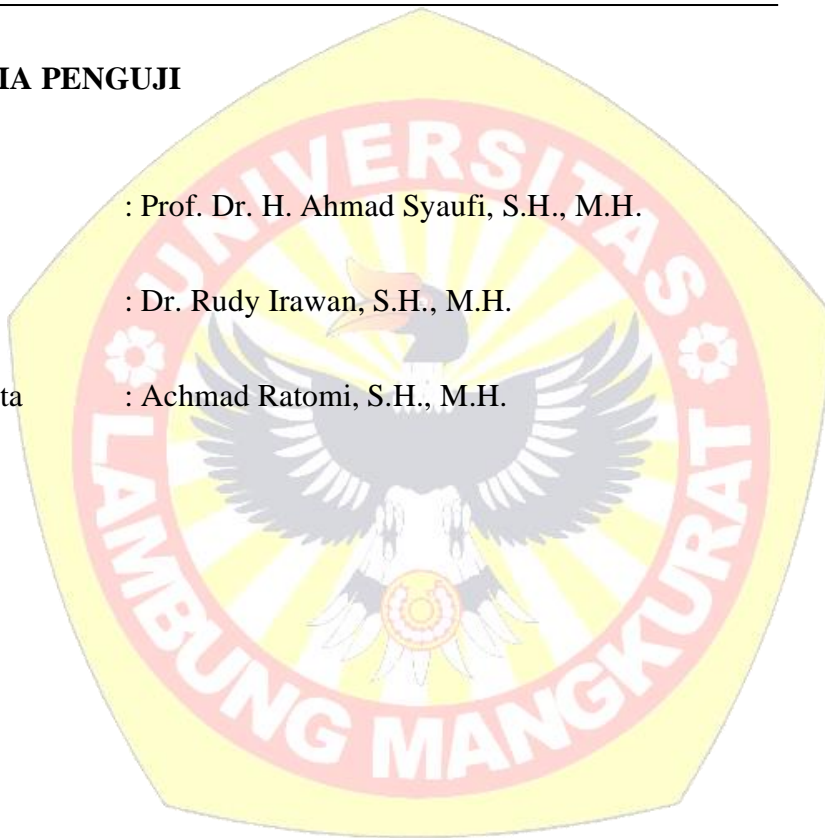 IA PENGUJI
: Prof. Dr. H. Ahmad Syaufi, S.H., M.H.
: Dr. Rudy Irawan, S.H., M.H.
ta : Achmad Ratomi, S.H., M.H.
UNIVERSITAS
LAMBUNG MANGKURAT